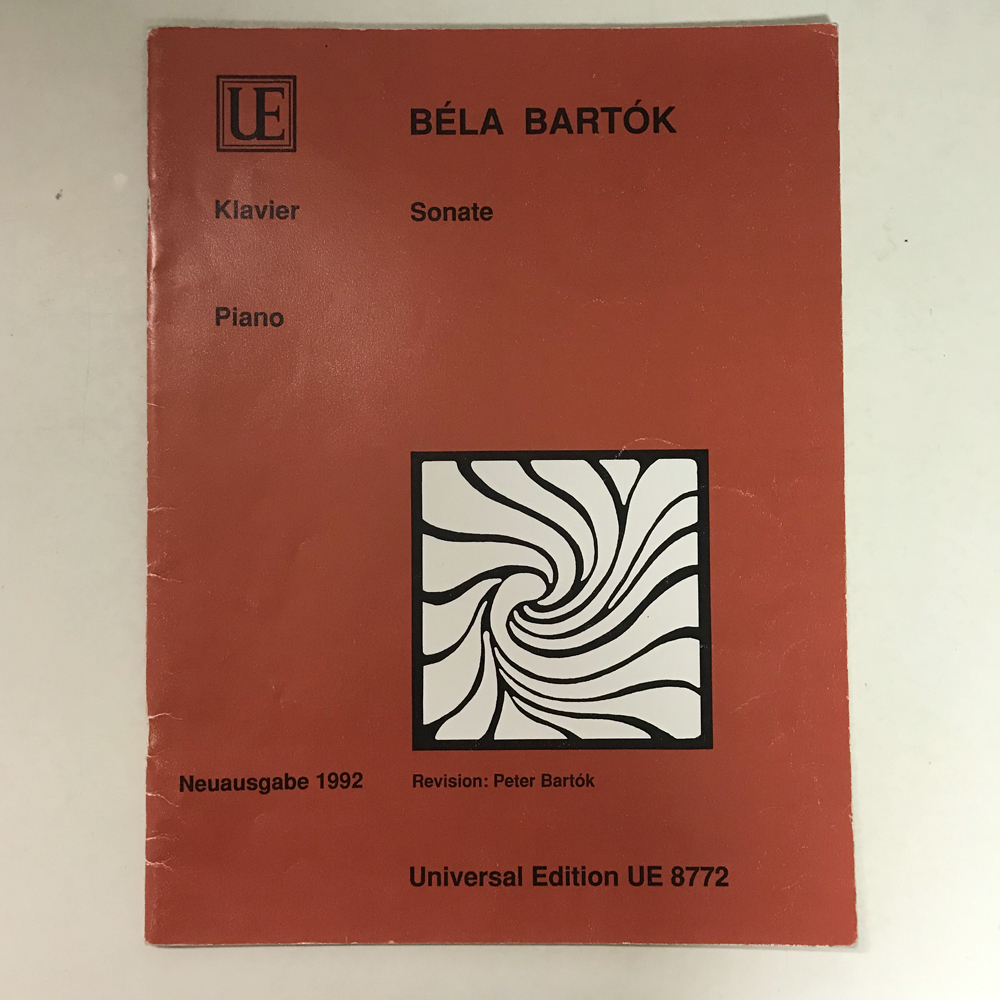 UE
BÉLA BARTÓK
Klavier
Sonate
Piano
Neuausgabe 1992
Revision: Peter Bartók
Universal Edition UE 8772